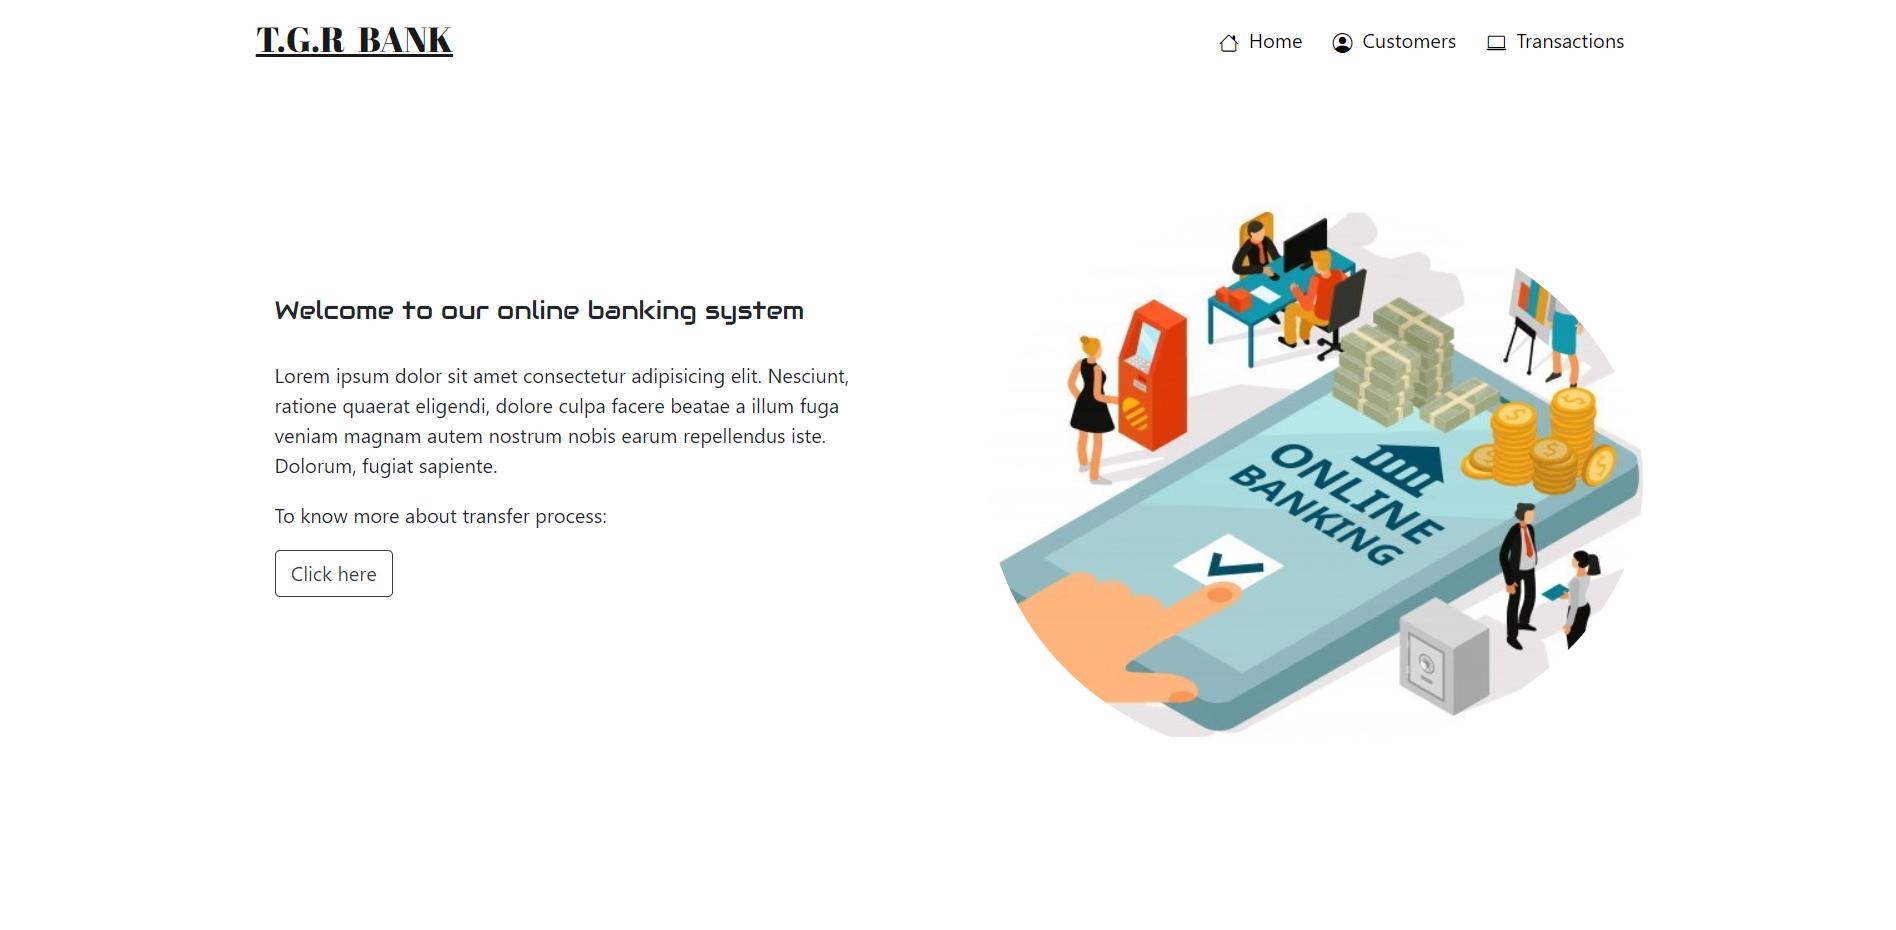 T.G.R BANK
Home
Customers
Transactions
Welcome to our online banking system
Lorem ipsum dolor sit amet consectetur adipisicing elit. Nesciunt,
ratione quaerat eligendi, dolore culpa facere beatae a illum fuga
veniam magnam autem nostrum nobis earum repellendus iste.
Dolorum, fugiat sapiente.
To know more about transfer process:
Click here
ONLINE
BANKING